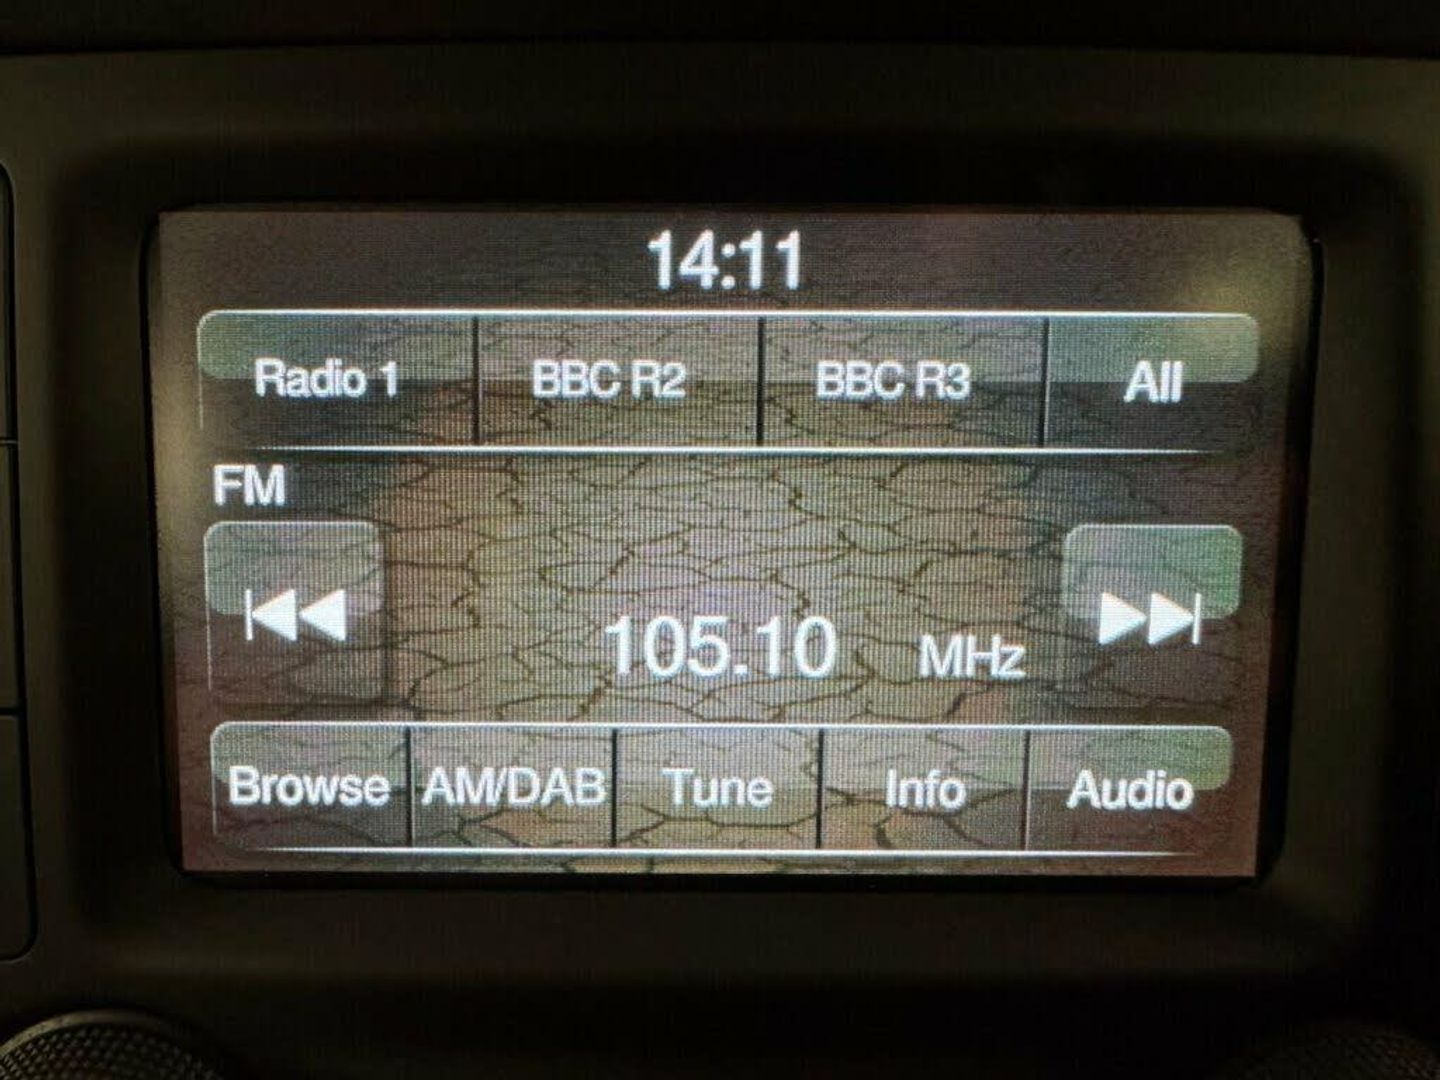 14:11
Radio 1 BBC R2 BBC R3 All
FM
105.10 MHz
Browse AM/DAB Tune Info Audio